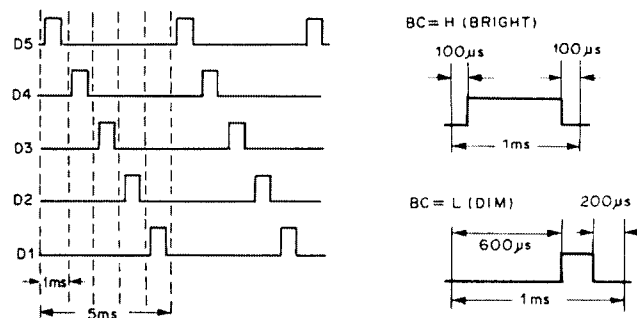 D5
D4
D3
D2
D1
1ms
5ms
BC = H (BRIGHT)
100µs 100µs
1ms
BC = L (DIM)
200µs
600µs
1ms